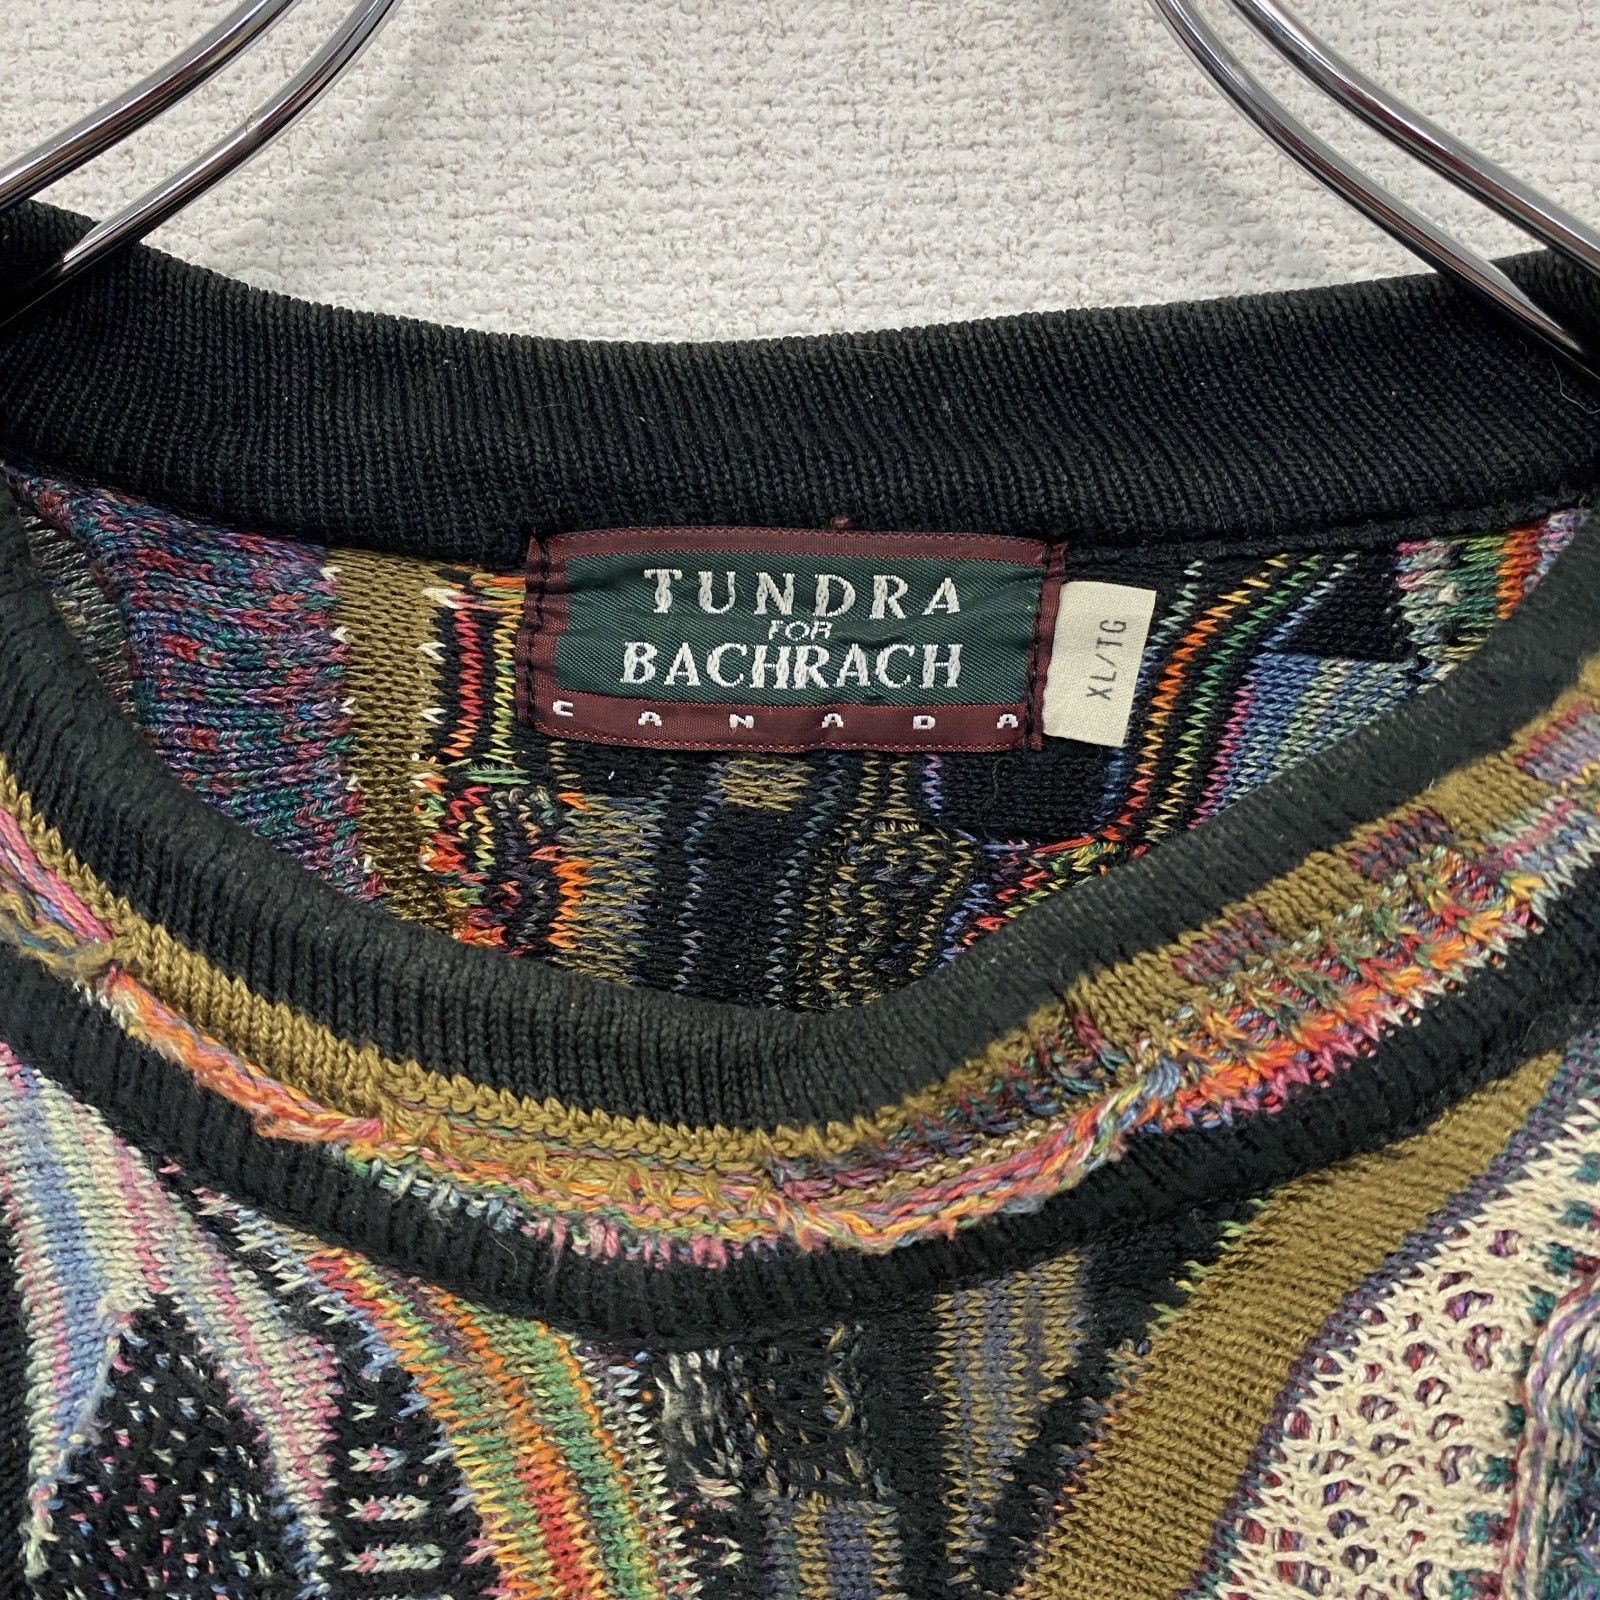 TUNDRA
FOR
BACHRACH
CANADA
XL/TG